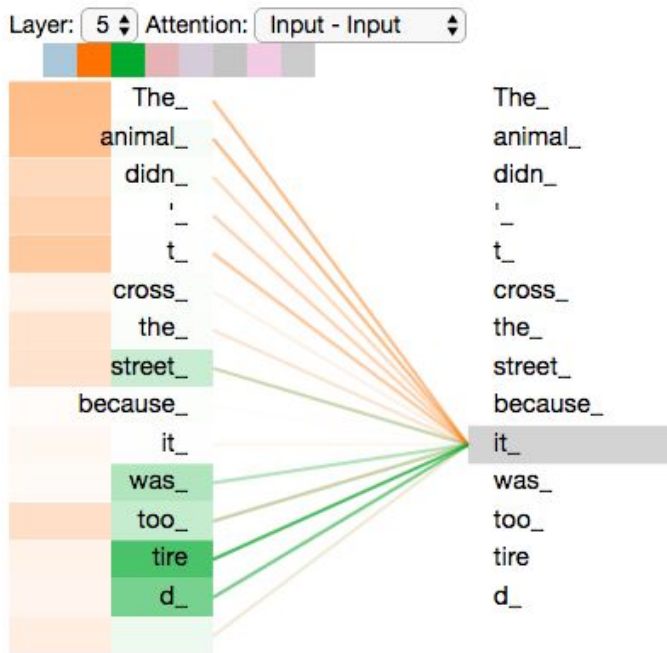 Layer: 5 Attention: Input - Input
The_ The_
animal_ animal_
didn_ didn_
'_ '_
t_ t_
cross_ cross_
the_ the_
street_ street_
because_ because_
it_ it_
was_ was_
too_ too_
tire tire
d_ d_